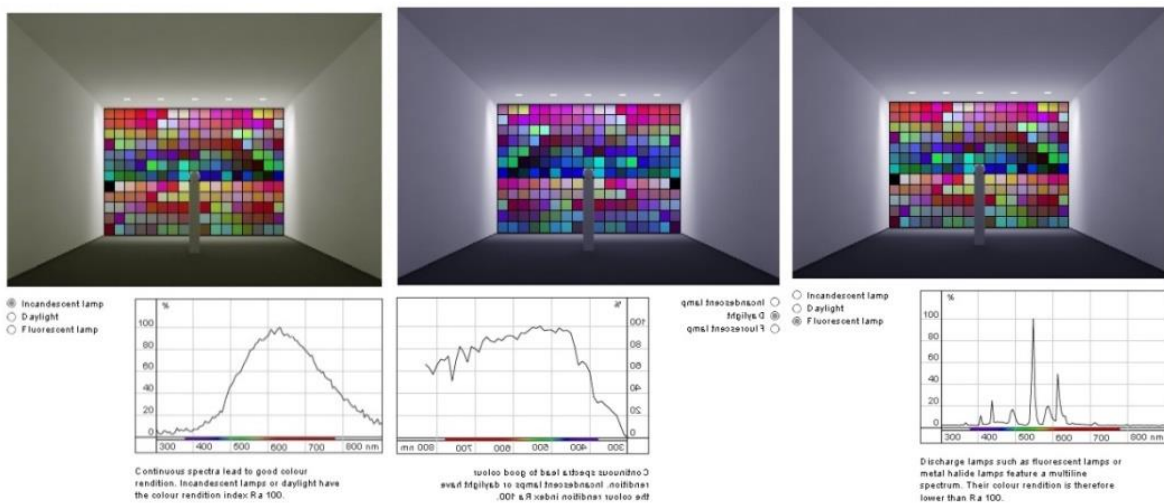 Incandescent lamp
Daylight
Fluorescent lamp
%
100
80
60
40
20
0
300 400 500 600 700 800 nm
Continuous spectra lead to good colour
rendition. Incandescent lamps or daylight have
the colour rendition index Ra 100.
Incandescent lamp
Daylight
Fluorescent lamp
%
100
80
60
40
20
0
300 400 500 600 700 800 nm
Continuous spectra lead to good colour
rendition. Incandescent lamps or daylight have
the colour rendition index Ra 100.
Incandescent lamp
Daylight
Fluorescent lamp
%
100
80
60
40
20
0
300 400 500 600 700 800 nm
Discharge lamps such as fluorescent lamps or
metal halide lamps feature a multiline
spectrum. Their colour rendition is therefore
lower than Ra 100.